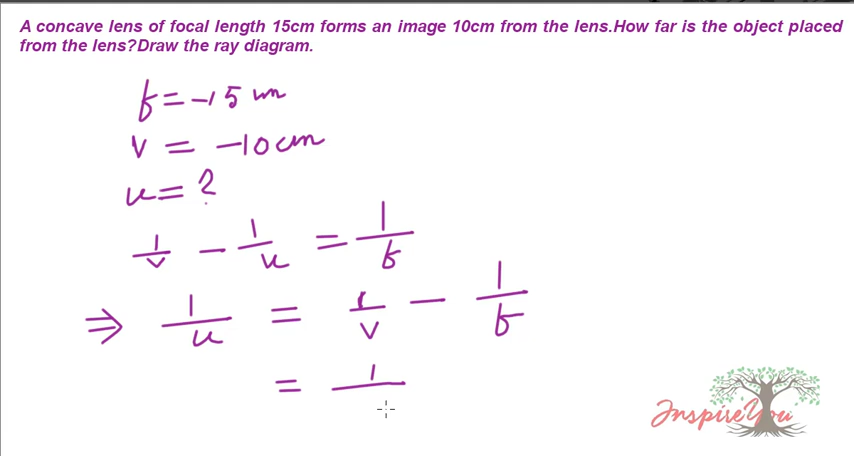 A concave lens of focal length 15cm forms an image 10cm from the lens.How far is the object placed
from the lens?Draw the ray diagram.
f = -15 cm
v = -10 cm
u = ?
1/v - 1/u = 1/f
⇒ 1/u = 1/v - 1/f
= 1/
InspireYou